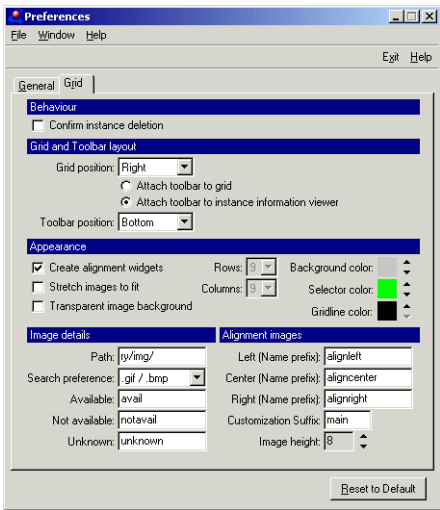 Preferences
File Window Help
Exit Help
General Grid
Behaviour
Confirm instance deletion
Grid and Toolbar layout
Grid position: Right
Attach toolbar to grid
Attach toolbar to instance information viewer
Toolbar position: Bottom
Appearance
Create alignment widgets Rows: 9 Background color:
Stretch images to fit Columns: 9 Selector color:
Transparent image background Gridline color:
Image details Alignment images
Path: ry/img/ Left (Name prefix): alignleft
Search preference: .gif / .bmp Center (Name prefix): aligncenter
Available: avail Right (Name prefix): alignright
Not available: notavail Customization Suffix: main
Unknown: unknown Image height: 8
Reset to Default